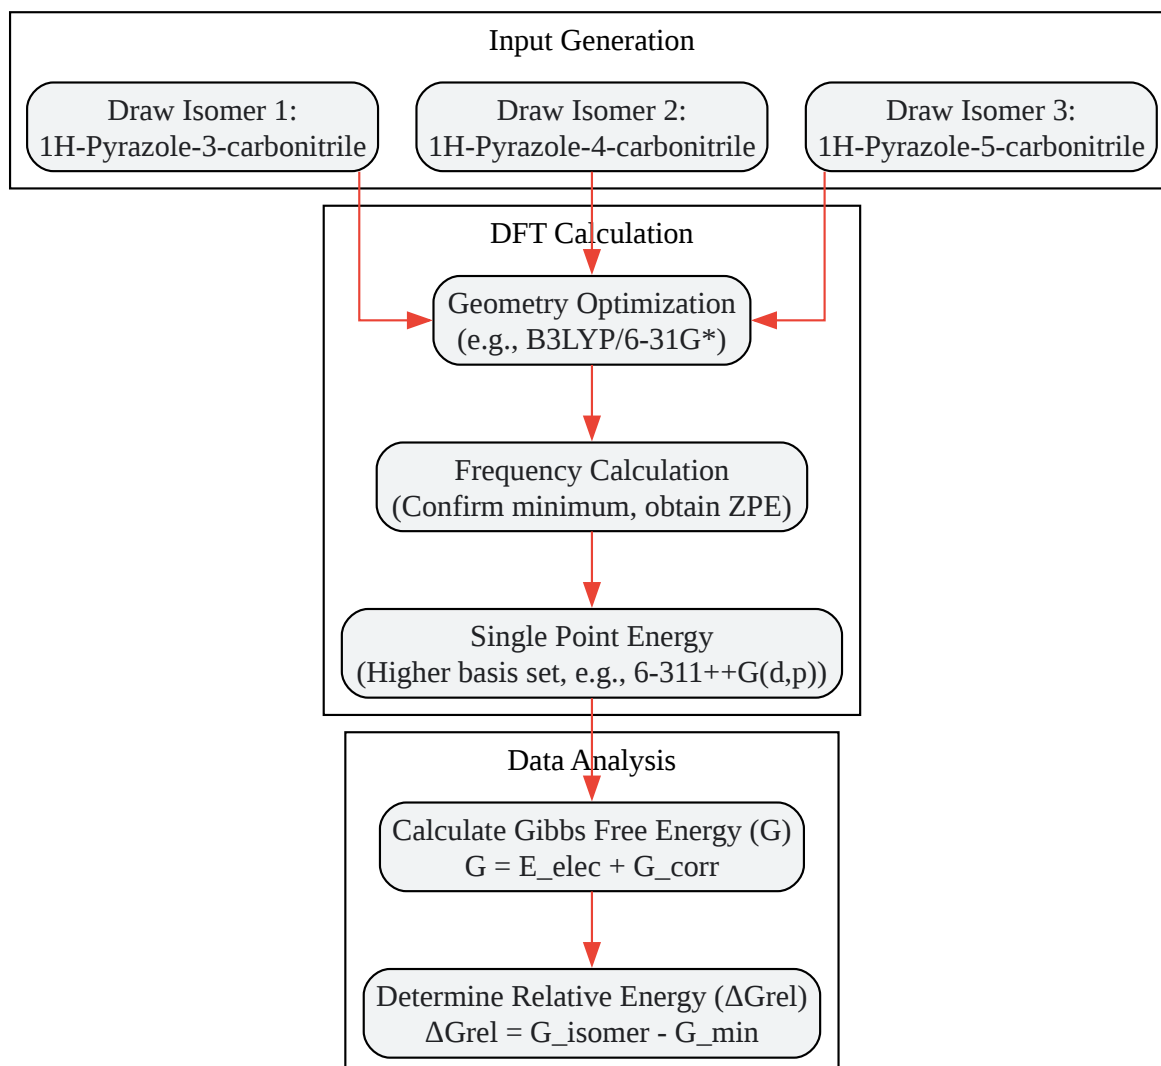 Input Generation
Draw Isomer 1:
1H-Pyrazole-3-carbonitrile
Draw Isomer 2:
1H-Pyrazole-4-carbonitrile
Draw Isomer 3:
1H-Pyrazole-5-carbonitrile
DFT Calculation
Geometry Optimization
(e.g., B3LYP/6-31G*)
Frequency Calculation
(Confirm minimum, obtain ZPE)
Single Point Energy
(Higher basis set, e.g., 6-311++G(d,p))
Data Analysis
Calculate Gibbs Free Energy (G)
G = E_elec + G_corr
Determine Relative Energy (ΔGrel)
ΔGrel = G_isomer - G_min